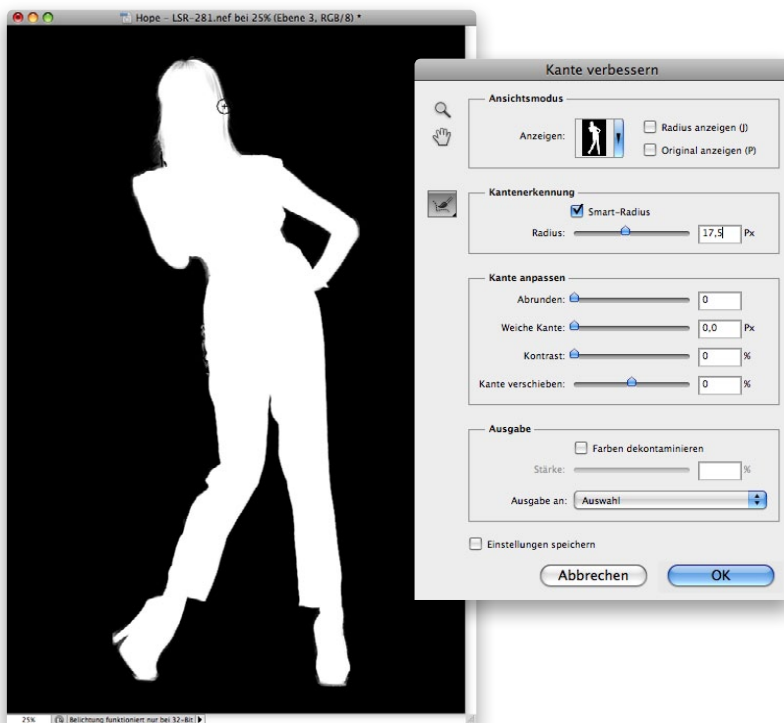 Hope – LSR-281.nef bei 25% (Ebene 3, RGB/8) *
25%
Belichtung funktioniert nur bei 32-Bit
Kante verbessern
Ansichtsmodus
Anzeigen:
Radius anzeigen (J)
Original anzeigen (P)
Kantenerkennung
Smart-Radius
Radius: 17,5 Px
Kante anpassen
Abrunden: 0
Weiche Kante: 0,0 Px
Kontrast: 0 %
Kante verschieben: 0 %
Ausgabe
Farben dekontaminieren
Stärke: %
Ausgabe an: Auswahl
Einstellungen speichern
Abbrechen OK